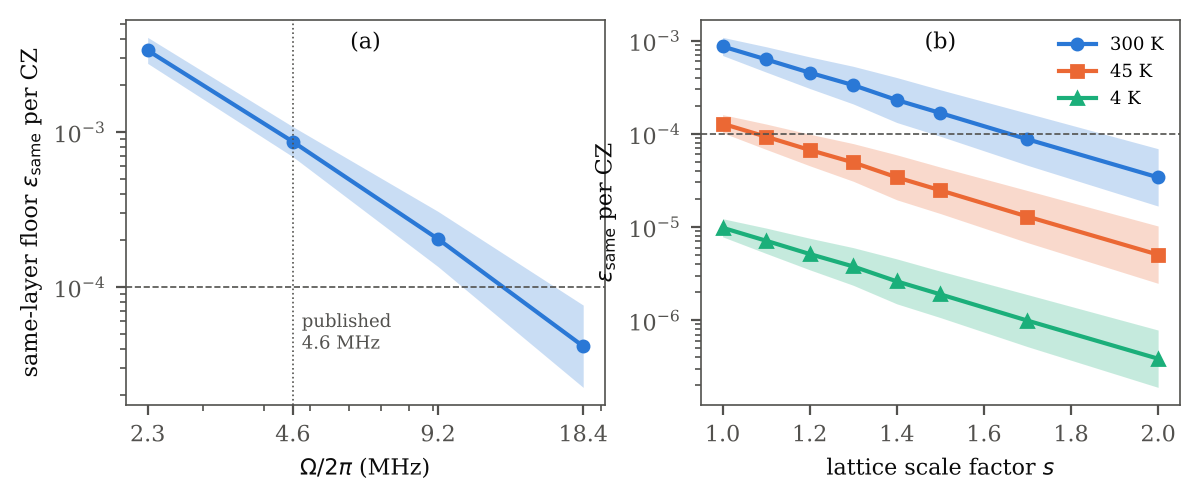 (a)
same-layer floor ε_same per CZ
10⁻³
10⁻⁴
published
4.6 MHz
2.3
4.6
9.2
18.4
Ω/2π (MHz)
(b)
300 K
45 K
4 K
ε_same per CZ
10⁻³
10⁻⁴
10⁻⁵
10⁻⁶
1.0
1.2
1.4
1.6
1.8
2.0
lattice scale factor s